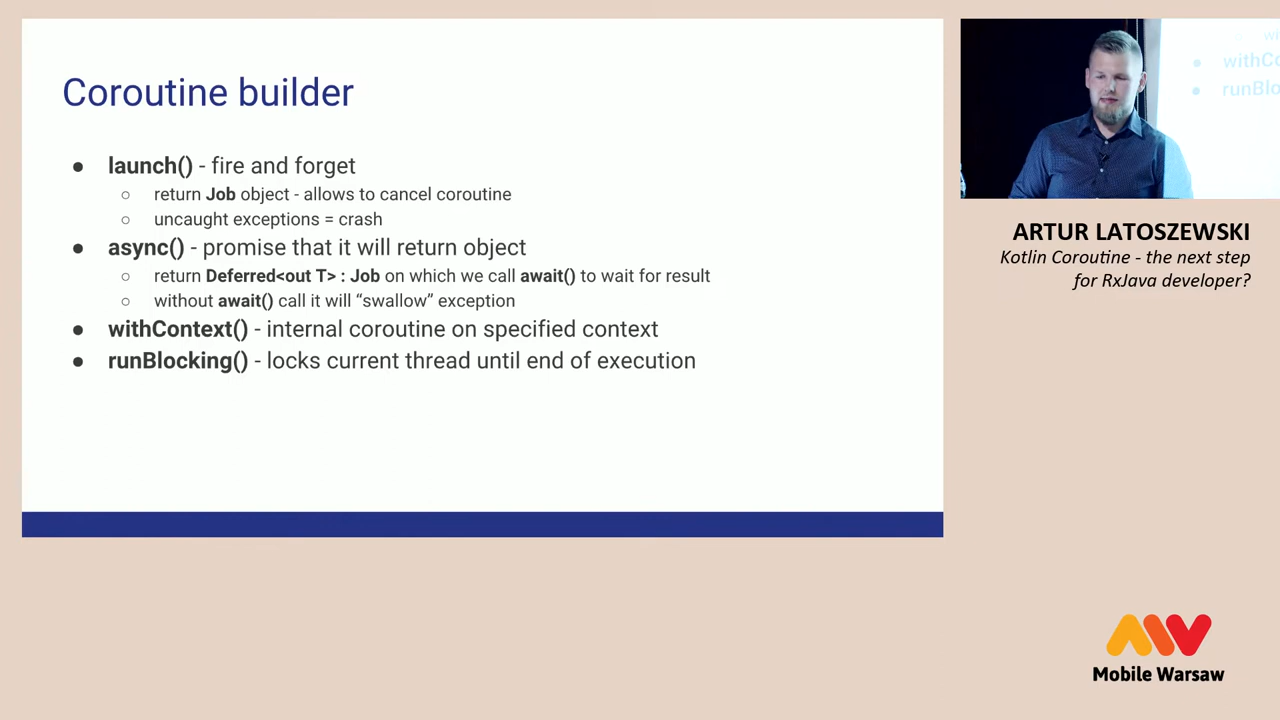 Coroutine builder
● launch() - fire and forget
○ return Job object - allows to cancel coroutine
○ uncaught exceptions = crash
● async() - promise that it will return object
○ return Deferred<out T> : Job on which we call await() to wait for result
○ without await() call it will “swallow” exception
● withContext() - internal coroutine on specified context
● runBlocking() - locks current thread until end of execution
ARTUR LATOSZEWSKI
Kotlin Coroutine - the next step
for RxJava developer?
Mobile Warsaw